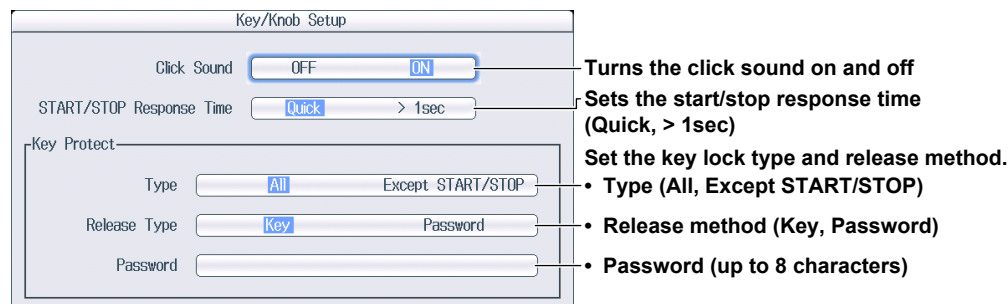 Key/Knob Setup
Click Sound OFF ON
Turns the click sound on and off
START/STOP Response Time Quick > 1sec
Sets the start/stop response time
(Quick, > 1sec)
Key Protect
Set the key lock type and release method.
Type All Except START/STOP
• Type (All, Except START/STOP)
Release Type Key Password
• Release method (Key, Password)
Password
• Password (up to 8 characters)